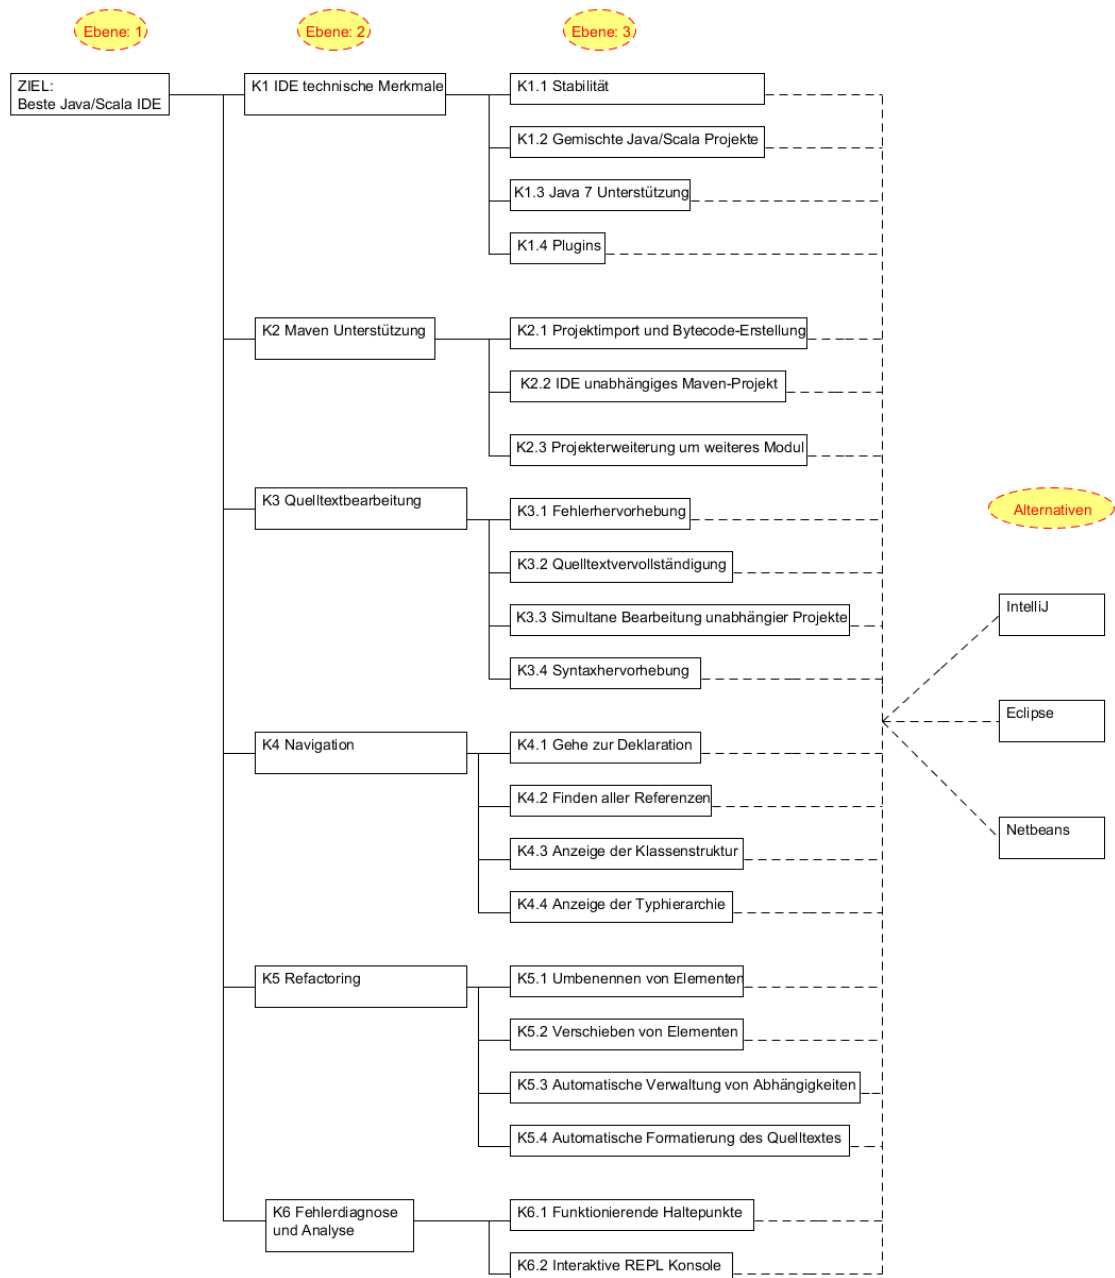 Ebene: 1
Ebene: 2
Ebene: 3
ZIEL:
Beste Java/Scala IDE
K1 IDE technische Merkmale
K1.1 Stabilität
K1.2 Gemischte Java/Scala Projekte
K1.3 Java 7 Unterstützung
K1.4 Plugins
K2 Maven Unterstützung
K2.1 Projektimport und Bytecode-Erstellung
K2.2 IDE unabhängiges Maven-Projekt
K2.3 Projekterweiterung um weiteres Modul
K3 Quelltextbearbeitung
K3.1 Fehlerhervorhebung
K3.2 Quelltextvervollständigung
K3.3 Simultane Bearbeitung unabhängier Projekte
K3.4 Syntaxhervorhebung
K4 Navigation
K4.1 Gehe zur Deklaration
K4.2 Finden aller Referenzen
K4.3 Anzeige der Klassenstruktur
K4.4 Anzeige der Typhierarchie
K5 Refactoring
K5.1 Umbenennen von Elementen
K5.2 Verschieben von Elementen
K5.3 Automatische Verwaltung von Abhängigkeiten
K5.4 Automatische Formatierung des Quelltextes
K6 Fehlerdiagnose
und Analyse
K6.1 Funktionierende Haltepunkte
K6.2 Interaktive REPL Konsole
Alternativen
IntelliJ
Eclipse
Netbeans